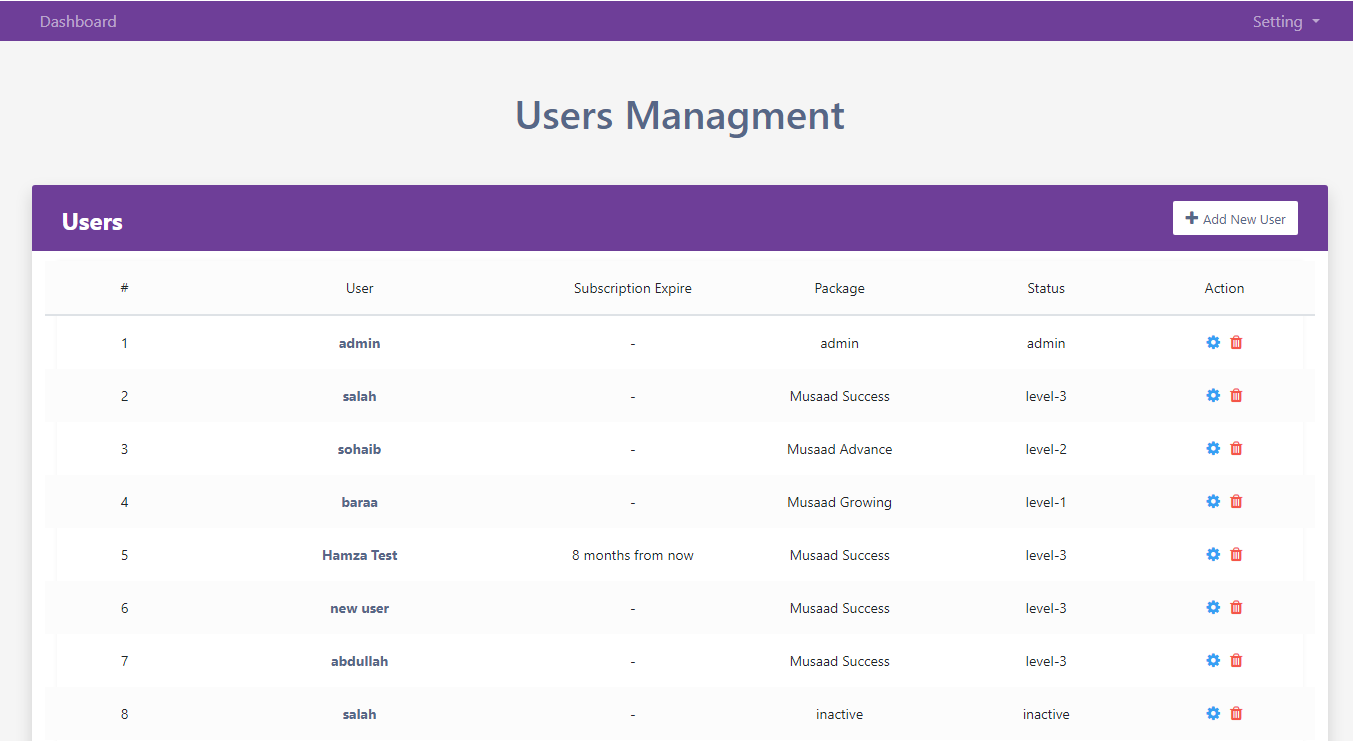 Dashboard Setting
Users Managment
Users Add New User
# User Subscription Expire Package Status Action
1 admin - admin admin
2 salah - Musaad Success level-3
3 sohaib - Musaad Advance level-2
4 baraa - Musaad Growing level-1
5 Hamza Test 8 months from now Musaad Success level-3
6 new user - Musaad Success level-3
7 abdullah - Musaad Success level-3
8 salah - inactive inactive